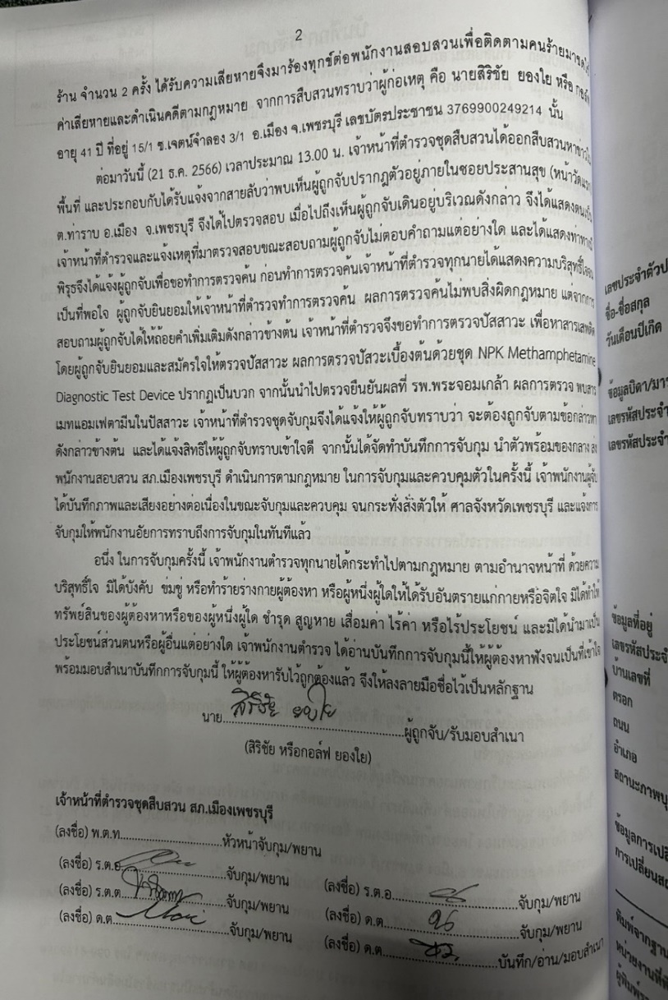 2
ร้าน จำนวน 2 ครั้ง ได้รับความเสียหายจึงมาร้องทุกข์ต่อพนักงานสอบสวนเพื่อติดตามคนร้ายมา
ค่าเสียหายและดำเนินคดีตามกฎหมาย จากการสืบสวนทราบว่าผู้ก่อเหตุ คือ นายสิริชัย ยองใย หรือ
อายุ 41 ปี ที่อยู่ 15/1 ซ.เจตน์จำลอง 3/1 อ.เมือง จ.เพชรบุรี เลขบัตรประชาชน 3769900249214 นั้น
ต่อมาวันนี้ (21 ธ.ค. 2566) เวลาประมาณ 13.00 น. เจ้าหน้าที่ตำรวจชุดสืบสวนได้ออกสืบสวนหาข่าว
พื้นที่ และประกอบกับได้รับแจ้งจากสายลับว่าพบเห็นผู้ถูกจับปรากฏตัวอยู่ภายในซอยประสานสุข
ต.ท่าราบ อ.เมือง จ.เพชรบุรี จึงได้ไปตรวจสอบ เมื่อไปถึงเห็นผู้ถูกจับเดินอยู่บริเวณดังกล่าว จึงได้แสดงตน
เจ้าหน้าที่ตำรวจและแจ้งเหตุที่มาตรวจสอบขณะสอบถามผู้ถูกจับไม่ตอบคำถามแต่อย่างใด และได้แสดงท่าทาง
พิรุธจึงได้แจ้งผู้ถูกจับเพื่อขอทำการตรวจค้น ก่อนทำการตรวจค้นเจ้าหน้าที่ตำรวจทุกนายได้แสดงความบริสุทธิ์ใจ
เป็นที่พอใจ ผู้ถูกจับยินยอมให้เจ้าหน้าที่ตำรวจทำการตรวจค้น ผลการตรวจค้นไม่พบสิ่งผิดกฎหมาย แต่จากการ
สอบถามผู้ถูกจับได้ให้ถ้อยคำเพิ่มเติมดังกล่าวข้างต้น เจ้าหน้าที่ตำรวจจึงขอทำการตรวจปัสสาวะ เพื่อหาสารเสพติด
โดยผู้ถูกจับยินยอมและสมัครใจให้ตรวจปัสสาวะ ผลการตรวจปัสวะเบื้องต้นด้วยชุด NPK Methamphetamine
Diagnostic Test Device ปรากฏเป็นบวก จากนั้นนำไปตรวจยืนยันผลที่ รพ.พระจอมเกล้า ผลการตรวจ พบสาร
เมทแอมเฟตามีนในปัสสาวะ เจ้าหน้าที่ตำรวจชุดจับกุมจึงได้แจ้งให้ผู้ถูกจับทราบว่า จะต้องถูกจับตามข้อกล่าวหา
ดังกล่าวข้างต้น และได้แจ้งสิทธิให้ผู้ถูกจับทราบเข้าใจดี จากนั้นได้จัดทำบันทึกการจับกุม นำตัวพร้อมของกลาง ส่ง
พนักงานสอบสวน สภ.เมืองเพชรบุรี ดำเนินการตามกฎหมาย ในการจับกุมและควบคุมตัวในครั้งนี้ เจ้าพนักงานผู้จับ
ได้บันทึกภาพและเสียงอย่างต่อเนื่องในขณะจับกุมและควบคุม จนกระทั่งสั่งตัวให้ ศาลจังหวัดเพชรบุรี และแจ้งการ
จับกุมให้พนักงานอัยการทราบถึงการจับกุมในทันทีแล้ว
อนึ่ง ในการจับกุมครั้งนี้ เจ้าพนักงานตำรวจทุกนายได้กระทำไปตามกฎหมาย ตามอำนาจหน้าที่ ด้วยความ
บริสุทธิ์ใจ มิได้บังคับ ข่มขู่ หรือทำร้ายร่างกายผู้ต้องหา หรือผู้หนึ่งผู้ใดให้ได้รับอันตรายแก่กายหรือจิตใจ มิได้ทำให้
ทรัพย์สินของผู้ต้องหาหรือของผู้หนึ่งผู้ใด ชำรุด สูญหาย เสื่อมค่า ไร้ค่า หรือไร้ประโยชน์ และมิได้นำมาเป็น
ประโยชน์ส่วนตนหรือผู้อื่นแต่อย่างใด เจ้าพนักงานตำรวจ ได้อ่านบันทึกการจับกุมนี้ให้ผู้ต้องหาฟังจนเป็นที่เข้าใจ
พร้อมมอบสำเนาบันทึกการจับกุมนี้ ให้ผู้ต้องหารับไว้ถูกต้องแล้ว จึงให้ลงลายมือชื่อไว้เป็นหลักฐาน
นาย สิริชัย ยองใย ผู้ถูกจับ/รับมอบสำเนา
(สิริชัย หรือกอล์ฟ ยองใย)
เจ้าหน้าที่ตำรวจชุดสืบสวน สภ.เมืองเพชรบุรี
(ลงชื่อ) พ.ต.ท.......................หัวหน้าจับกุม/พยาน
(ลงชื่อ) ร.ต.อ.......................จับกุม/พยาน
(ลงชื่อ) ร.ต.อ.......................จับกุม/พยาน
(ลงชื่อ) ร.ต.ต.......................จับกุม/พยาน
(ลงชื่อ) ด.ต.......................จับกุม/พยาน
(ลงชื่อ) ด.ต.......................จับกุม/พยาน
(ลงชื่อ) ด.ต.......................บันทึก/อ่าน/มอบสำเนา
เลขประจำตัวป
ชื่อ-ชื่อสกุล
วันเดือนปีเกิด
ข้อมูลบิดา/มาร
เลขรหัสประจำ
เลขรหัสประจำ
ข้อมูลที่อยู่
เลขรหัสประจำ
บ้านเลขที่
ตรอก
ถนน
อำเภอ
สถานะภาพบุ
ข้อมูลการเปลี่
การเปลี่ยนส
พิมพ์จากฐาน
หน่วยงานที่พิ
ผู้พิมพ์